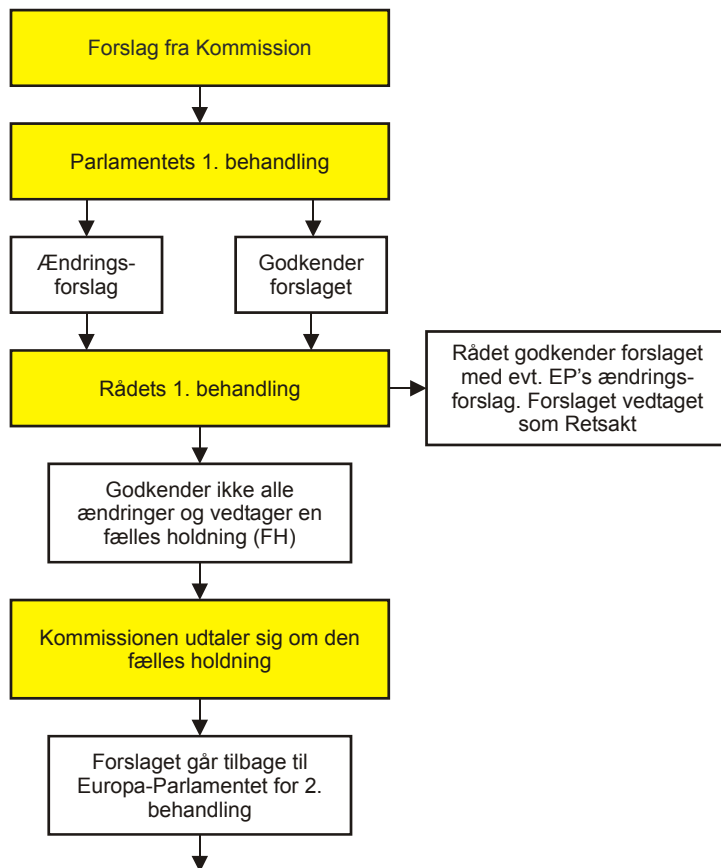 Forslag fra Kommission
Parlamentets 1. behandling
Ændrings-
forslag
Godkender
forslaget
Rådets 1. behandling
Rådet godkender forslaget
med evt. EP's ændrings-
forslag. Forslaget vedtaget
som Retsakt
Godkender ikke alle
ændringer og vedtager en
fælles holdning (FH)
Kommissionen udtaler sig om den
fælles holdning
Forslaget går tilbage til
Europa-Parlamentet for 2.
behandling